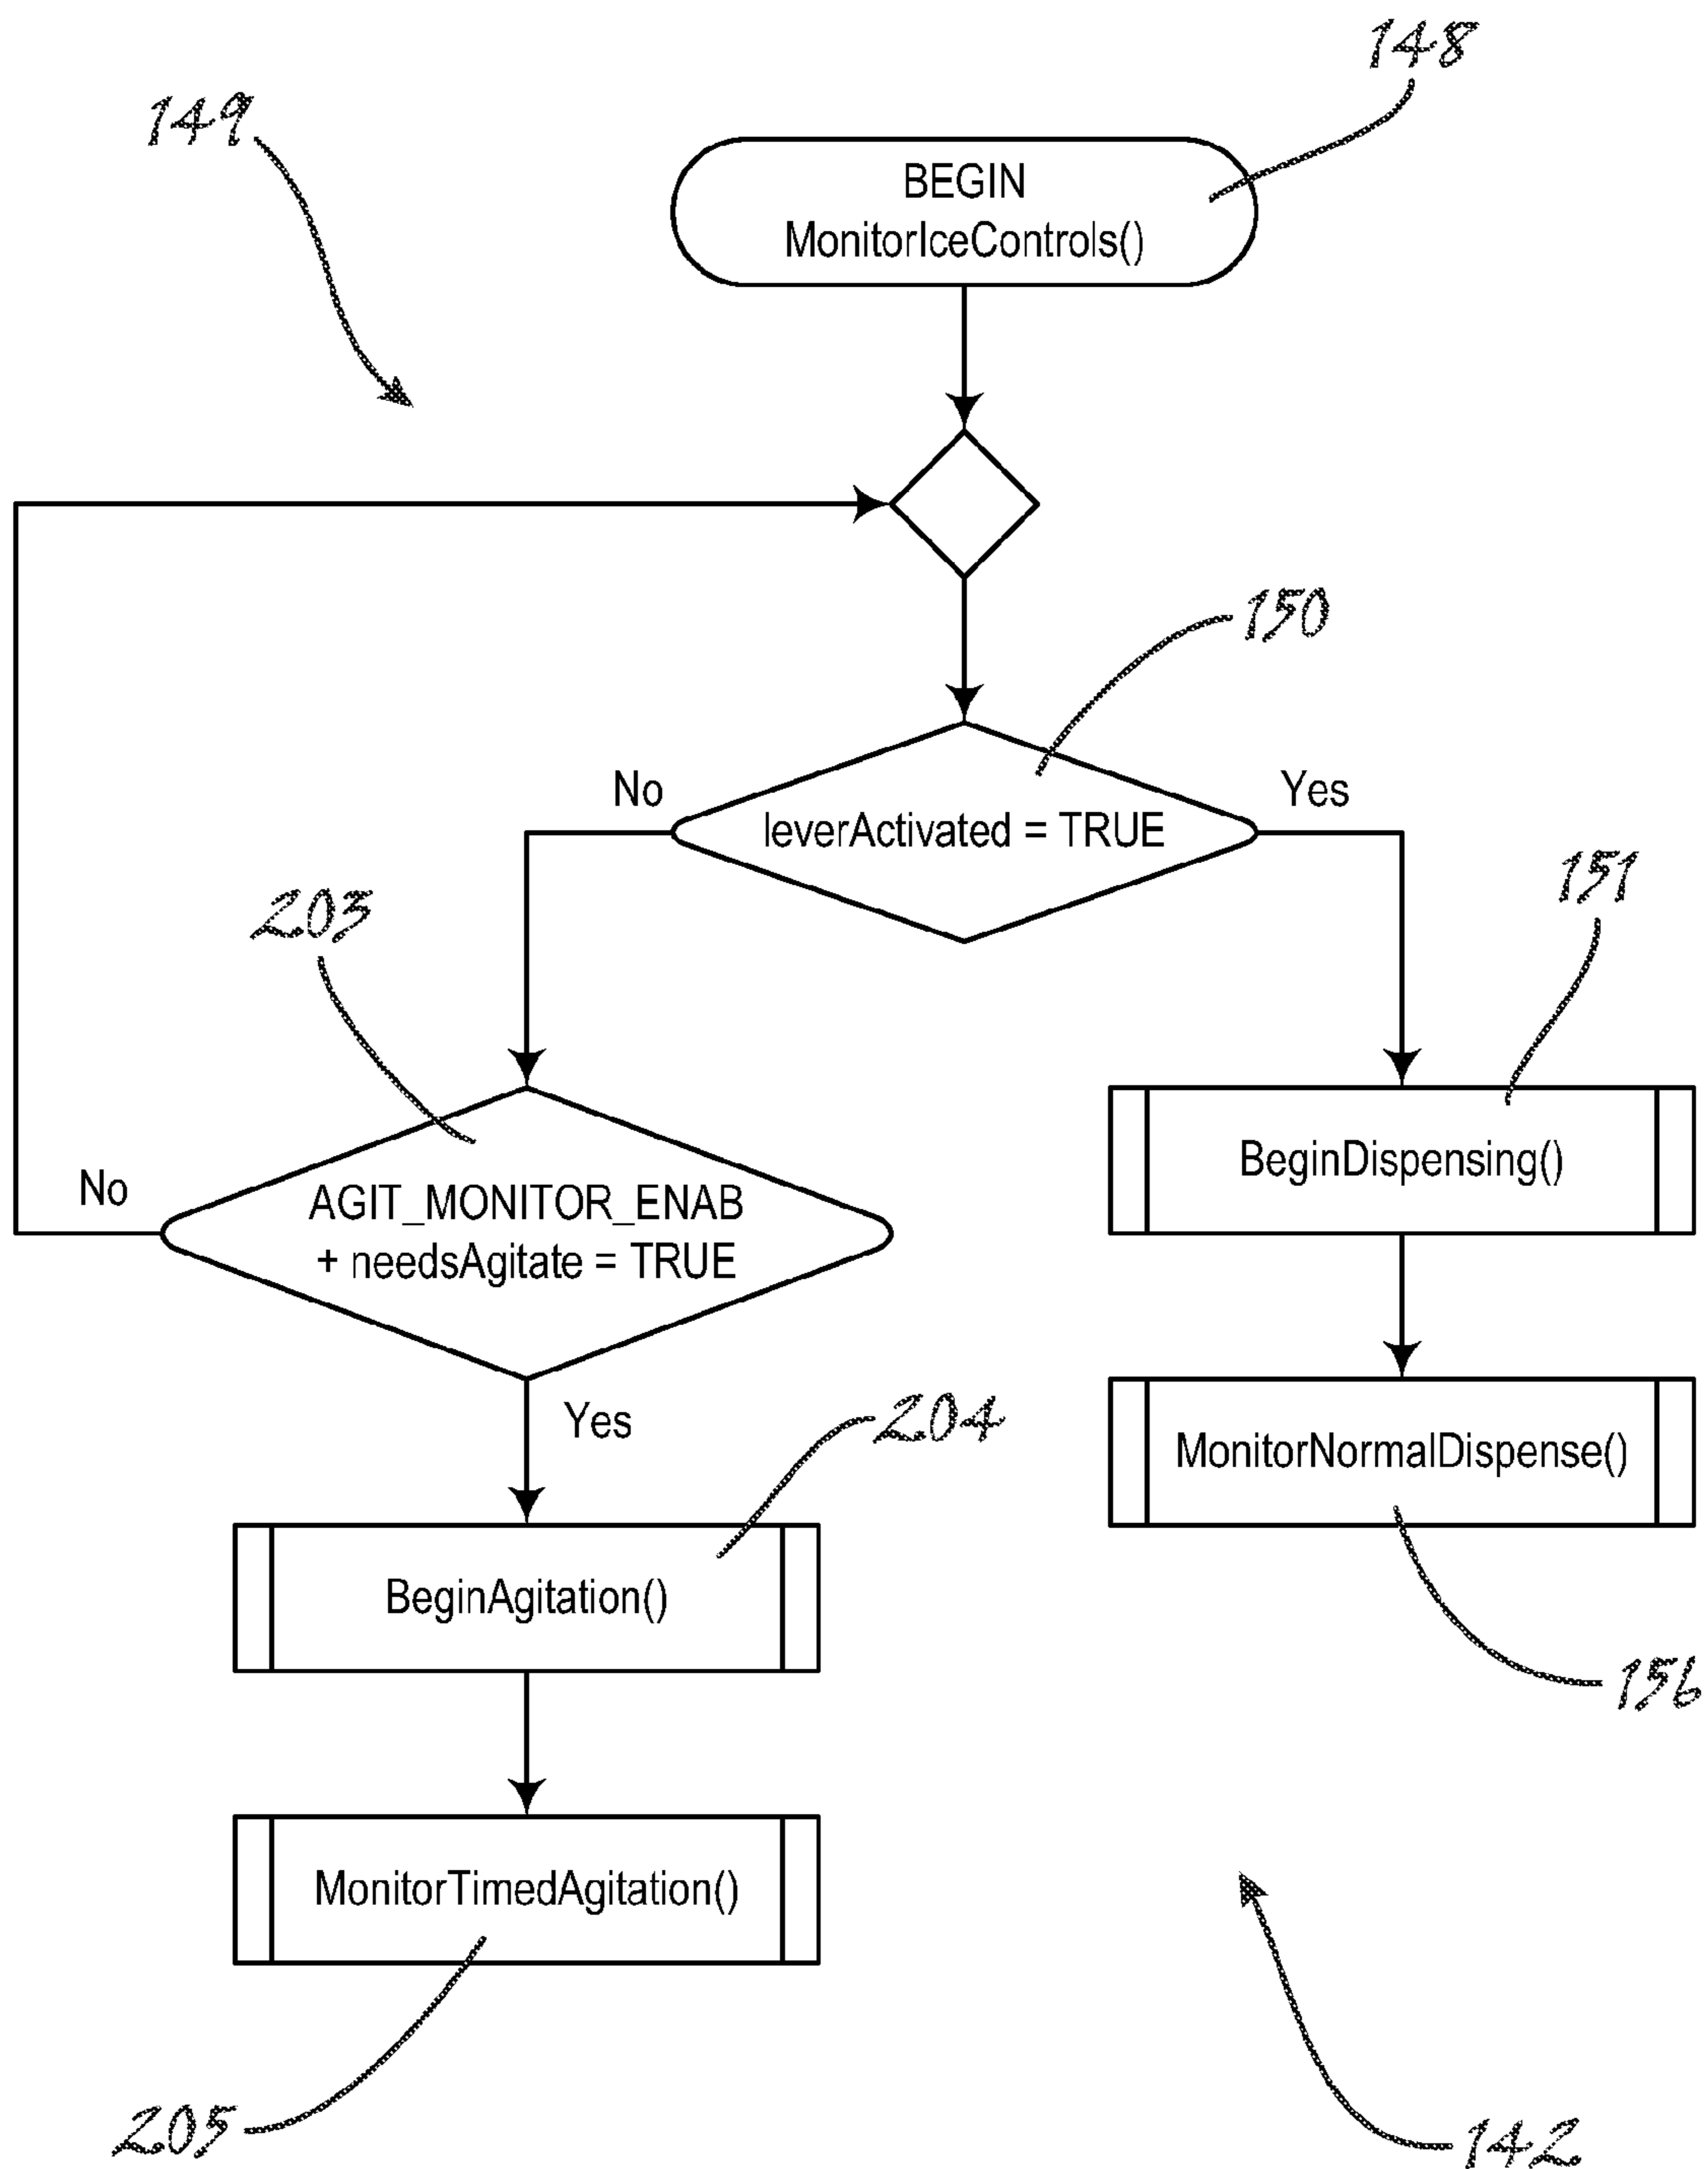 148
149
BEGIN
MonitorIceControls()
150
No
Yes
leverActivated = TRUE
151
203
BeginDispensing()
No
AGIT_MONITOR_ENAB
+ needsAgitate = TRUE
Yes
204
MonitorNormalDispense()
BeginAgitation()
156
MonitorTimedAgitation()
205
142